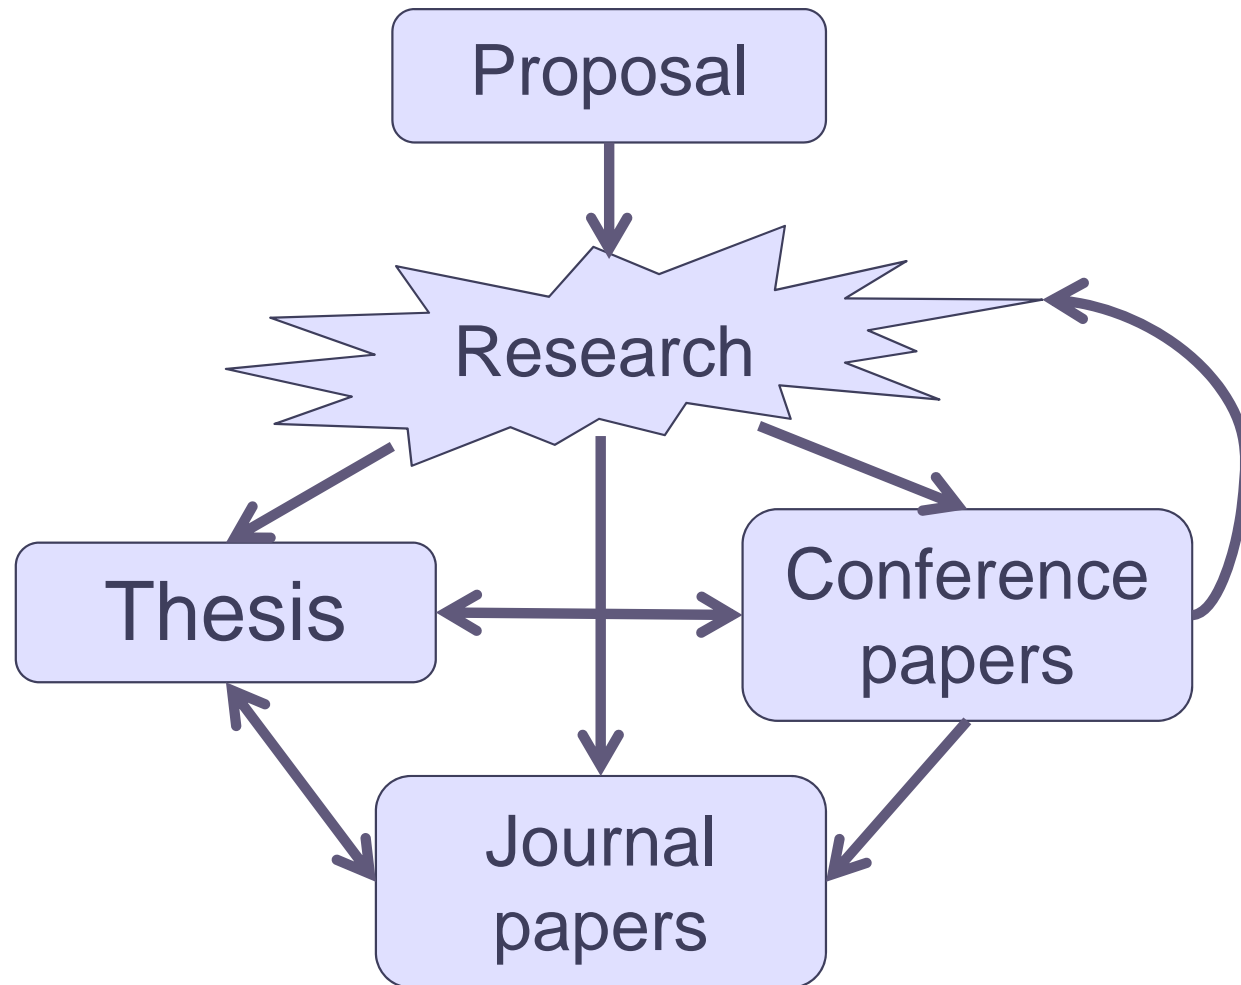 Proposal
Research
Thesis
Conference
papers
Journal
papers